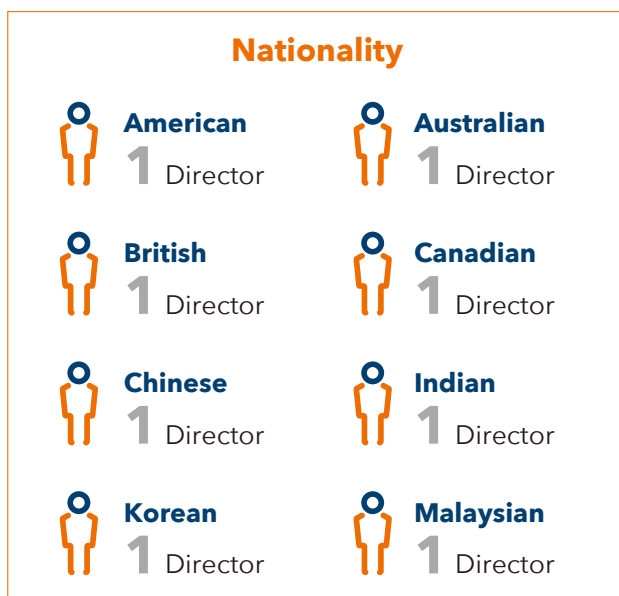 Nationality
American
1 Director
Australian
1 Director
British
1 Director
Canadian
1 Director
Chinese
1 Director
Indian
1 Director
Korean
1 Director
Malaysian
1 Director